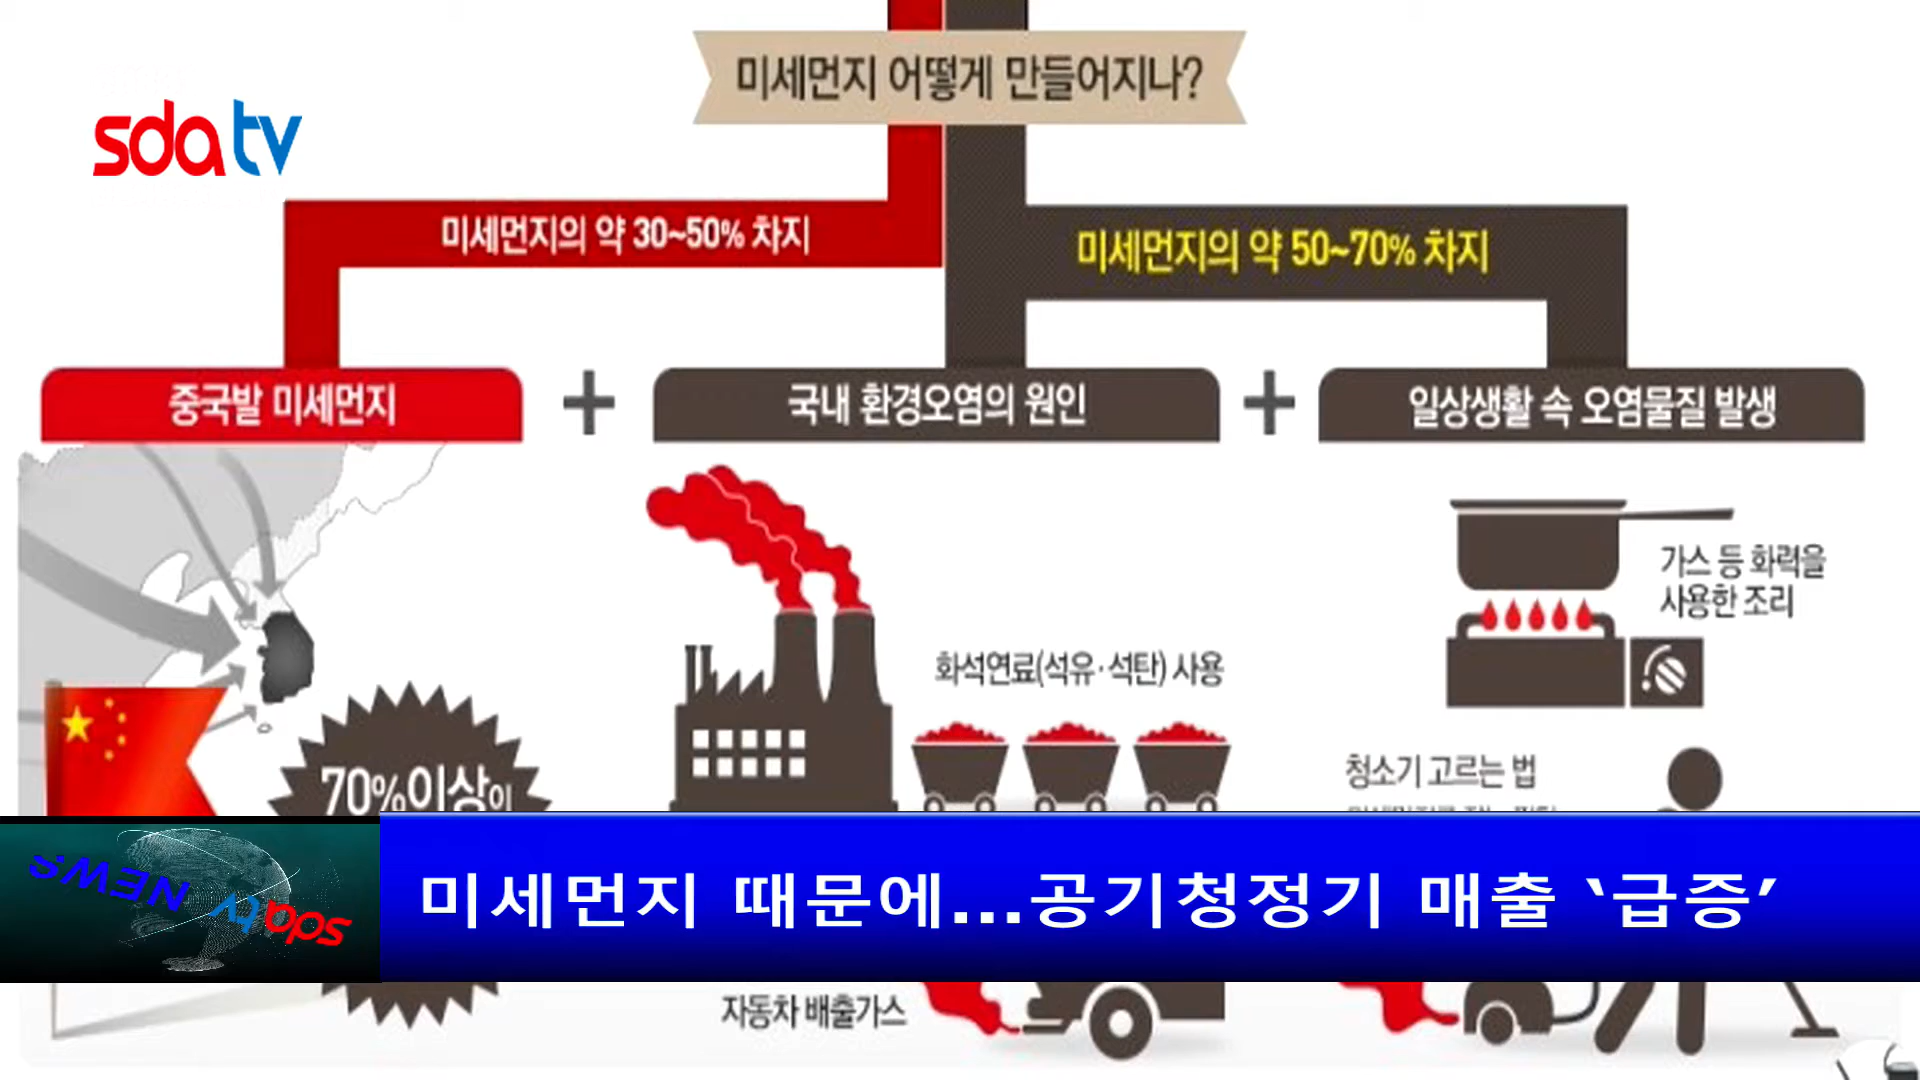 미세먼지 어떻게 만들어지나?
sdatv
미세먼지의 약 30~50% 차지
미세먼지의 약 50~70% 차지
중국발 미세먼지
+
국내 환경오염의 원인
+
일상생활 속 오염물질 발생
가스 등 화력을
사용한 조리
화석연료(석유·석탄) 사용
청소기 고르는 법
70%이상이
sdatv NEWS
미세먼지 때문에...공기청정기 매출 ‘급증’
자동차 배출가스